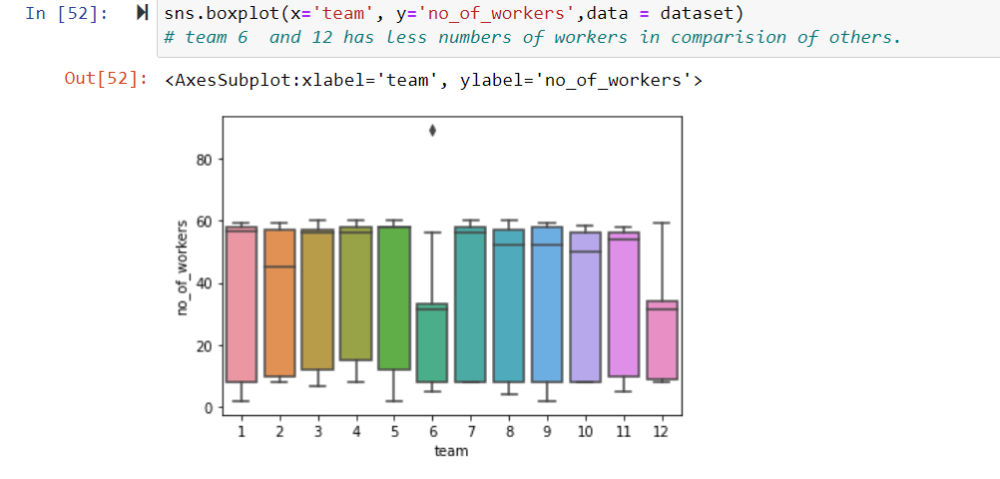 In [52]: sns.boxplot(x='team', y='no_of_workers',data = dataset)
# team 6  and 12 has less numbers of workers in comparision of others.
Out[52]: <AxesSubplot:xlabel='team', ylabel='no_of_workers'>
80
60
40
20
0
no_of_workers
1 2 3 4 5 6 7 8 9 10 11 12
team